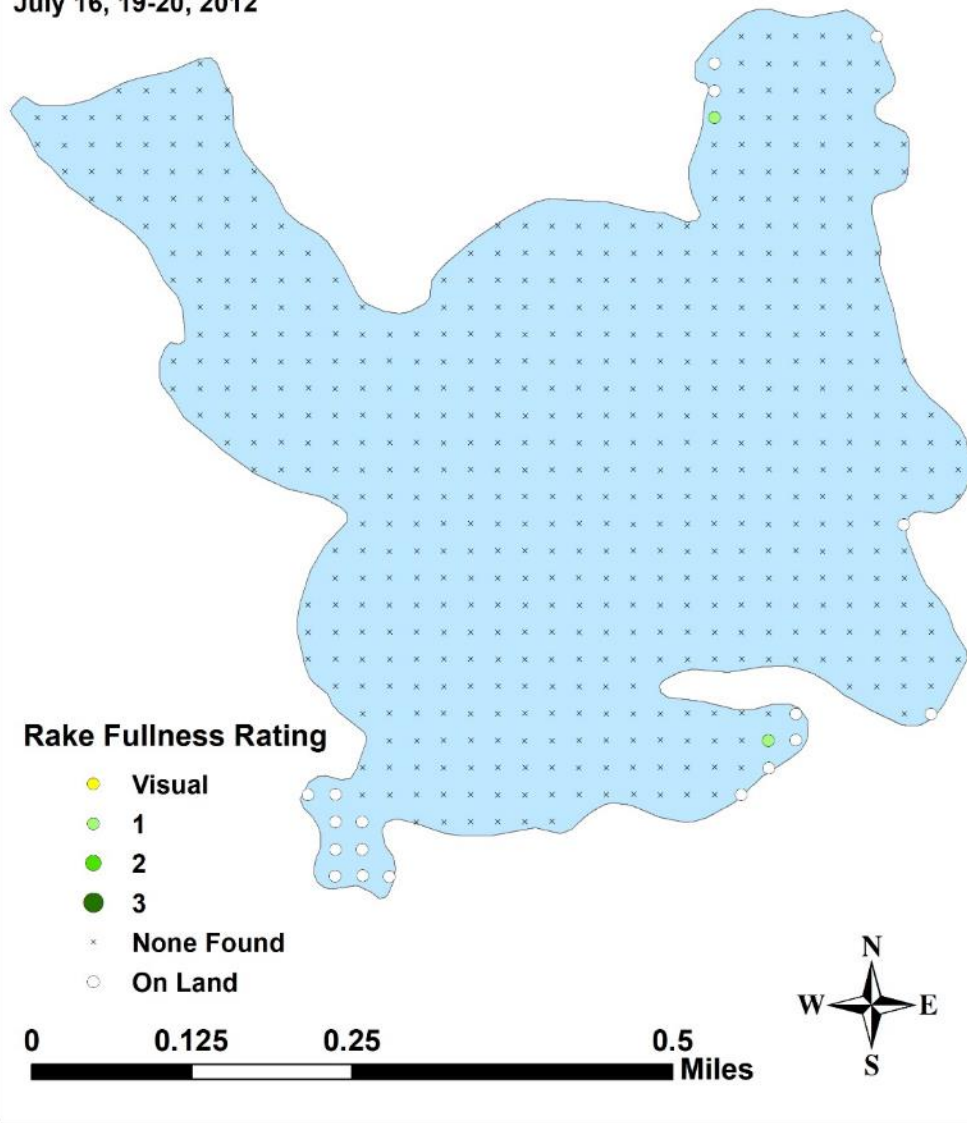 July 16, 19-20, 2012
Rake Fullness Rating
Visual
1
2
3
None Found
On Land
N
W E
S
0 0.125 0.25 0.5
Miles